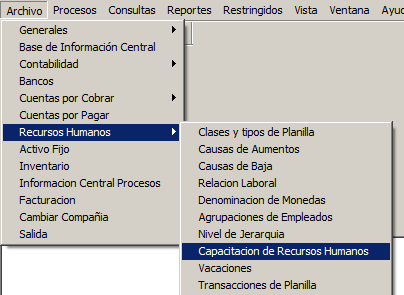 Archivo Procesos Consultas Reportes Restringidos Vista Ventana
Generales
Base de Información Central
Contabilidad
Bancos
Cuentas por Cobrar
Cuentas por Pagar
Recursos Humanos
Activo Fijo
Inventario
Informacion Central Procesos
Facturacion
Cambiar Compañia
Salida
Clases y tipos de Planilla
Causas de Aumentos
Causas de Baja
Relacion Laboral
Denominacion de Monedas
Agrupaciones de Empleados
Nivel de Jerarquia
Capacitacion de Recursos Humanos
Vacaciones
Transacciones de Planilla